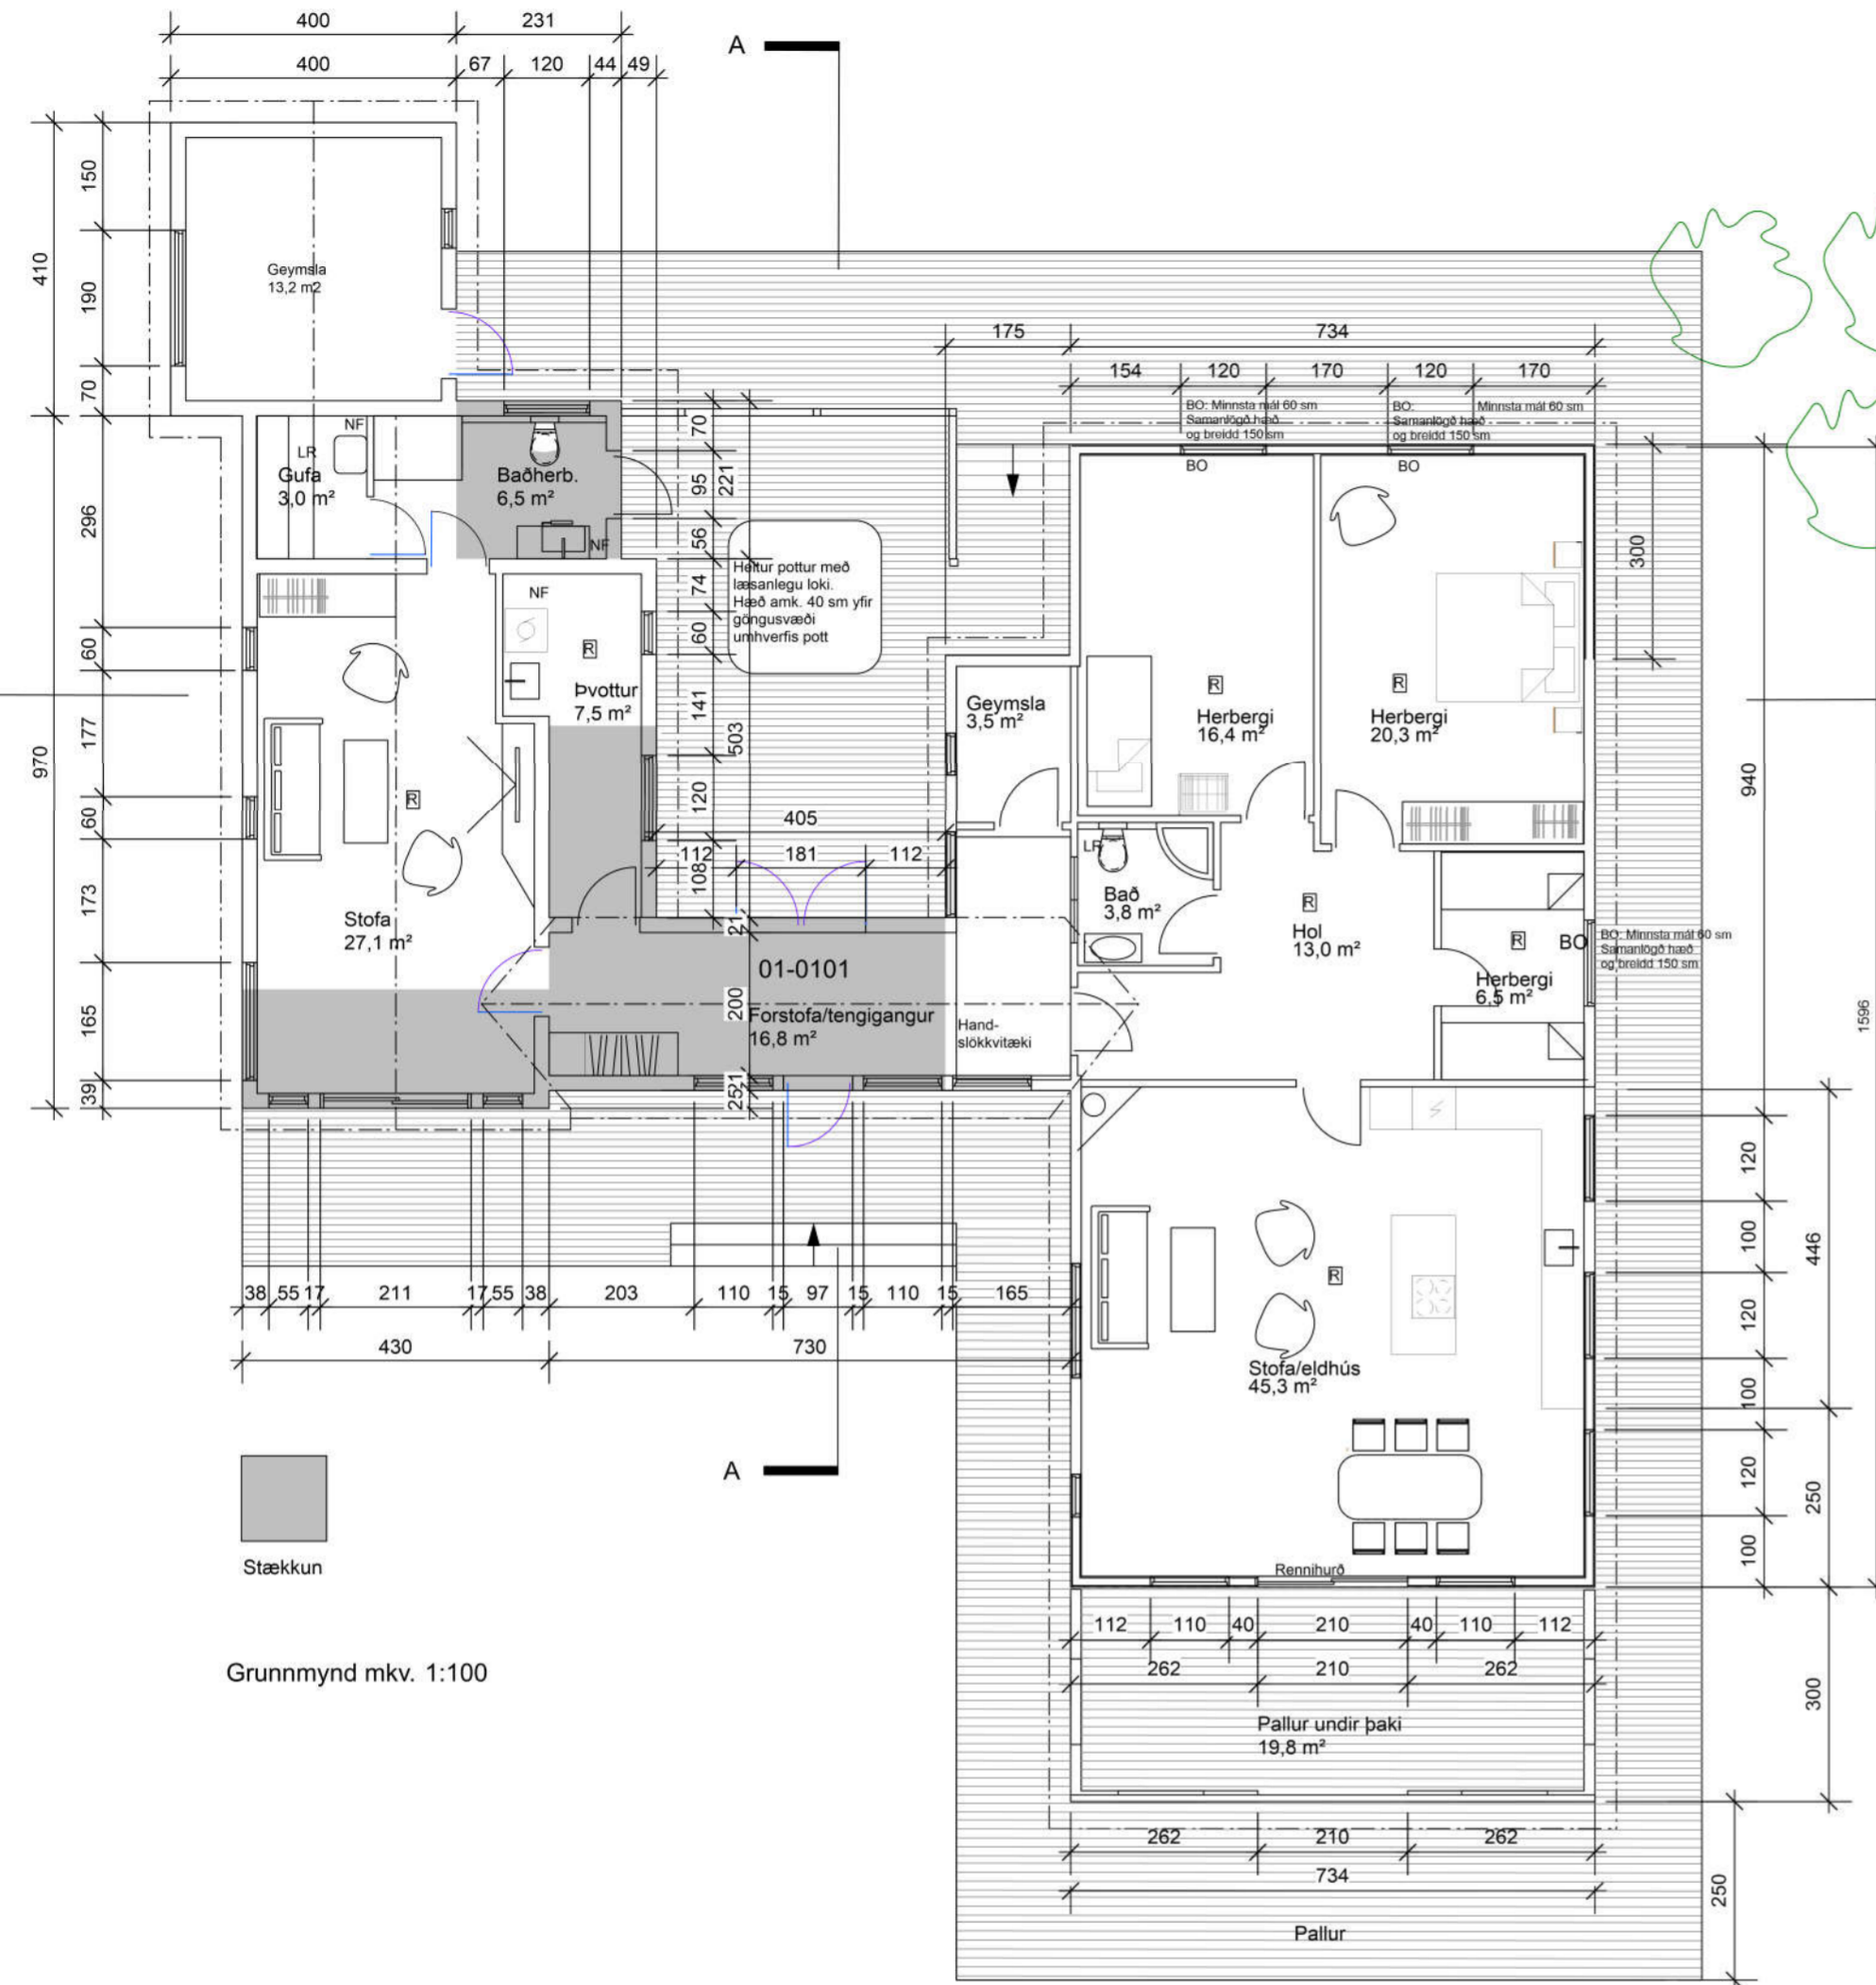 400
231
400
67
120
44
49
A
410
150
190
70
Geymsla
13,2 m2
175
734
154
120
170
120
170
BO: Minnsta mál 60 sm
Samanlögð hæð
og breidd 150 sm
BO:
Minnsta mál 60 sm
Samanlögð hæð
og breidd 150 sm
BO
BO
NF
LR
Gufa
3,0 m²
Baðherb.
6,5 m²
NF
70
95
221
56
74
60
141
503
120
108
21
200
21
25
Heitur pottur með
læsanlegu loki.
Hæð amk. 40 sm yfir
göngusvæði
umhverfis pott
300
970
296
60
177
60
173
165
39
NF
R
Þvottur
7,5 m²
Geymsla
3,5 m²
R
Herbergi
16,4 m²
R
Herbergi
20,3 m²
940
R
405
112
181
112
Stofa
27,1 m²
LR
Bað
3,8 m²
R
Hol
13,0 m²
R
BO
BO: Minnsta mál 60 sm
Samanlögð hæð
og breidd 150 sm
Herbergi
6,5 m²
01-0101
Forstofa/tengigangur
16,8 m²
Hand-
slökkvitæki
1596
120
100
446
120
100
120
250
100
300
250
R
38
55
17
211
17
55
38
203
110
15
97
15
110
15
165
430
730
Stofa/eldhús
45,3 m²
A
Stækkun
Rennihurð
Grunnmynd mkv. 1:100
112
110
40
210
40
110
112
262
210
262
Pallur undir þaki
19,8 m²
262
210
262
734
Pallur